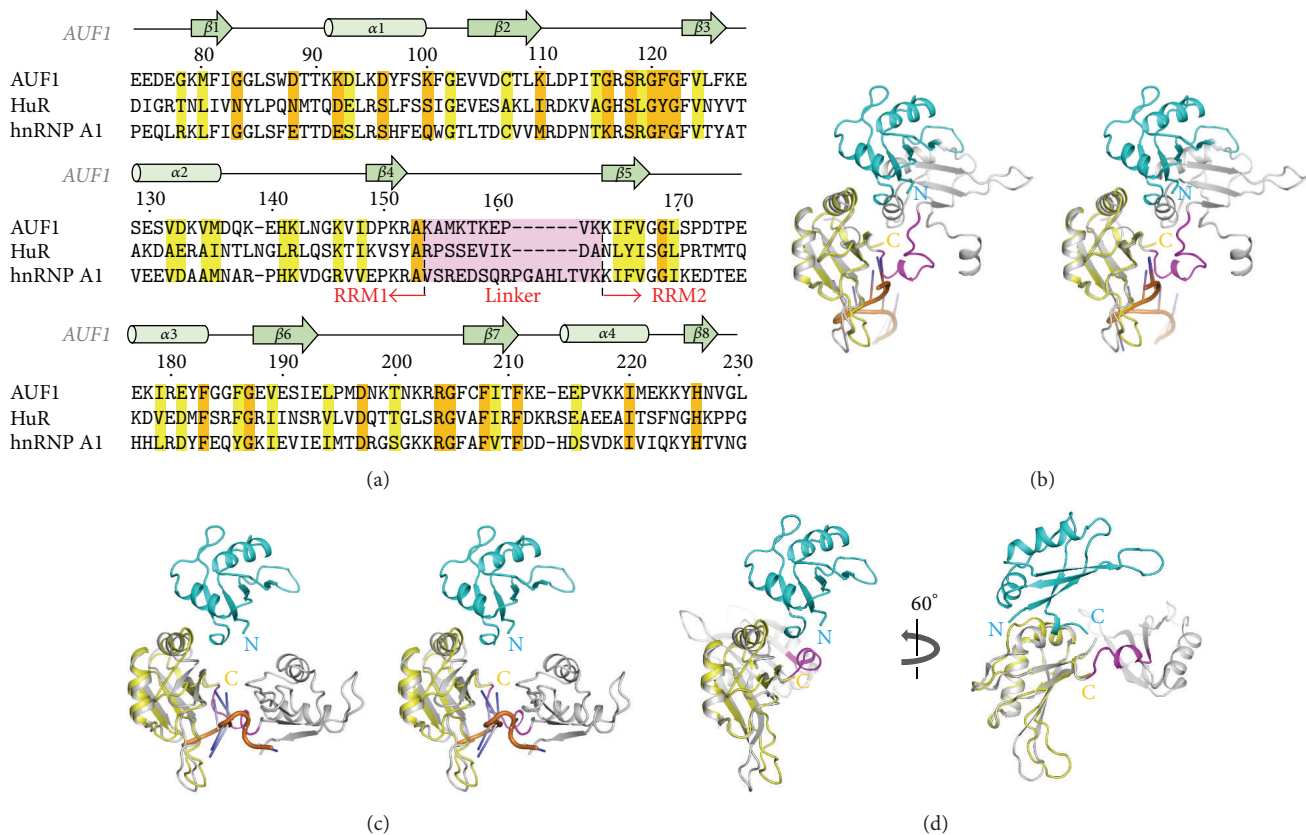 AUF1 β1 α1 β2 β3
80 90 100 110 120
AUF1 EEDEGKMFIGGLSWDTTKKDLKDYFSKFGEVVDCTLKLDPITGRSRGFGFVLFKE
HuR DIGRTNLIVNYLPQNMTQDELRSLFSSIGEVESAKLIRDKVAGHSLGYGFVNYVT
hnRNP A1 PEQLRKLFIGGLSFETTDESLRSHFEQWGTLTDCVVMRDPNTKRSRGFGFVTYAT
AUF1 α2 β4 β5
130 140 150 160 170
AUF1 SESVDKVMDQK-EHKLNGKVIDPKRAKAMKTKEP------VKKIFVGGLSPDTPE
HuR AKDAERAINTLNGLRLQSKTIKVSYARPSSEVIK------DANLYISGLPRTMTQ
hnRNP A1 VEEVDAAMNAR-PHKVDGRVVEPKRAVSREDSQRPGAHLTVKKIFVGGIKEDTEE
RRM1 Linker RRM2
AUF1 α3 β6 β7 α4 β8
180 190 200 210 220 230
AUF1 EKIREYFGGFGEVESIELPMDNKTNKRRGFCFITFKE-EEPVKKIMEKKYHNVGL
HuR KDVEDMFSRFGRIINSRVLVDQTTGLSRGVAFIRFDKRSEAEEAITSFNGHKPPG
hnRNP A1 HHLRDYFEQYGKIEVIEIMTDRGSGKKRGFAFVTFDD-HDSVDKIVIQKYHTVNG
(a)
N
C
N
C
(b)
N
C
N
C
(c)
N
C
60°
N
C
C
(d)